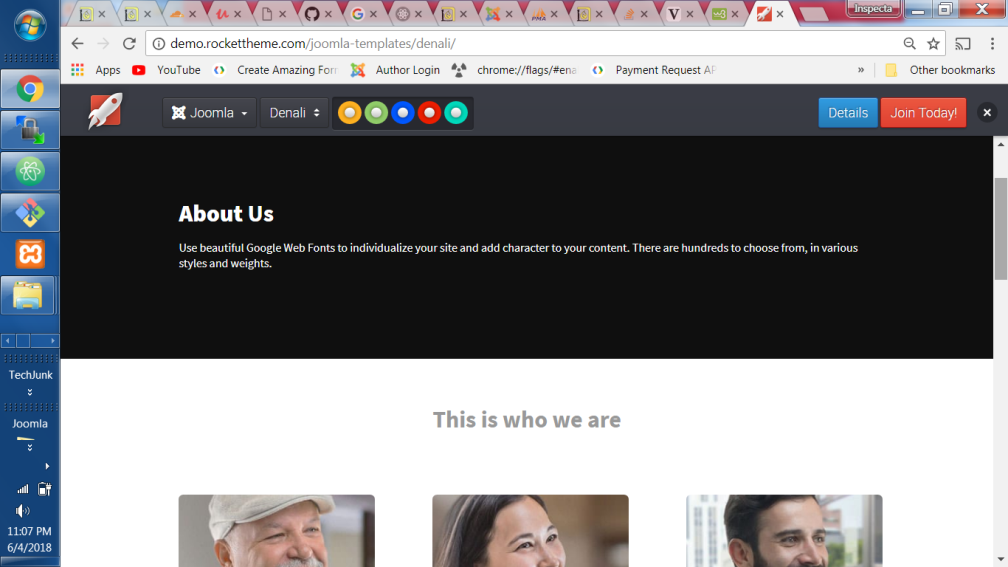 Inspecta
demo.rockettheme.com/joomla-templates/denali/
Apps
YouTube
Create Amazing For
Author Login
chrome://flags/#ena
Payment Request AP
»
Other bookmarks
Joomla
Denali
Details
Join Today!
About Us
Use beautiful Google Web Fonts to individualize your site and add character to your content. There are hundreds to choose from, in various
styles and weights.
This is who we are
TechJunk
Joomla
11:07 PM
6/4/2018